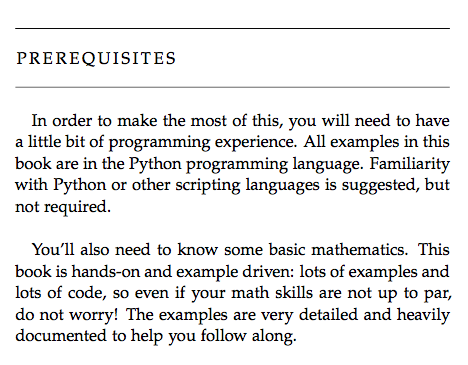 PREREQUISITES
In order to make the most of this, you will need to have
a little bit of programming experience. All examples in this
book are in the Python programming language. Familiarity
with Python or other scripting languages is suggested, but
not required.
You'll also need to know some basic mathematics. This
book is hands-on and example driven: lots of examples and
lots of code, so even if your math skills are not up to par,
do not worry! The examples are very detailed and heavily
documented to help you follow along.